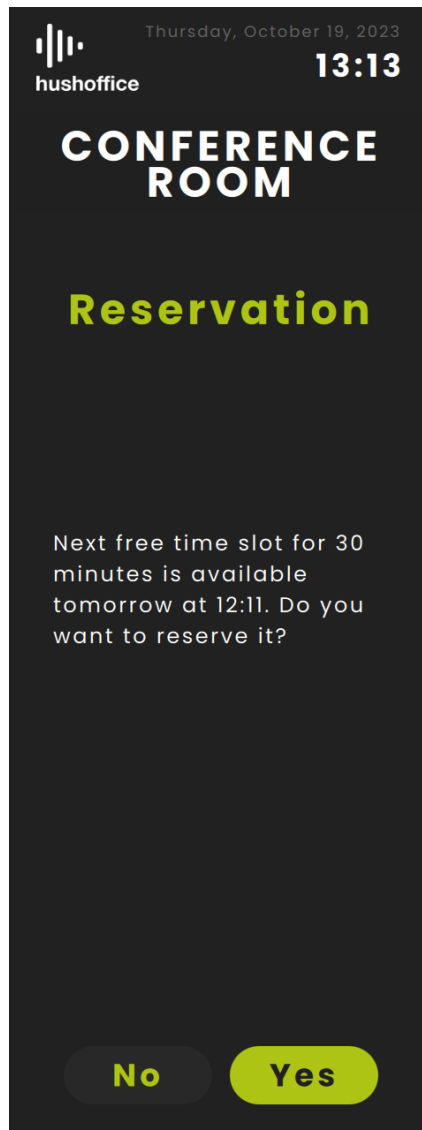 Thursday, October 19, 2023
13:13
hushoffice
CONFERENCE
ROOM
Reservation
Next free time slot for 30
minutes is available
tomorrow at 12:11. Do you
want to reserve it?
No Yes